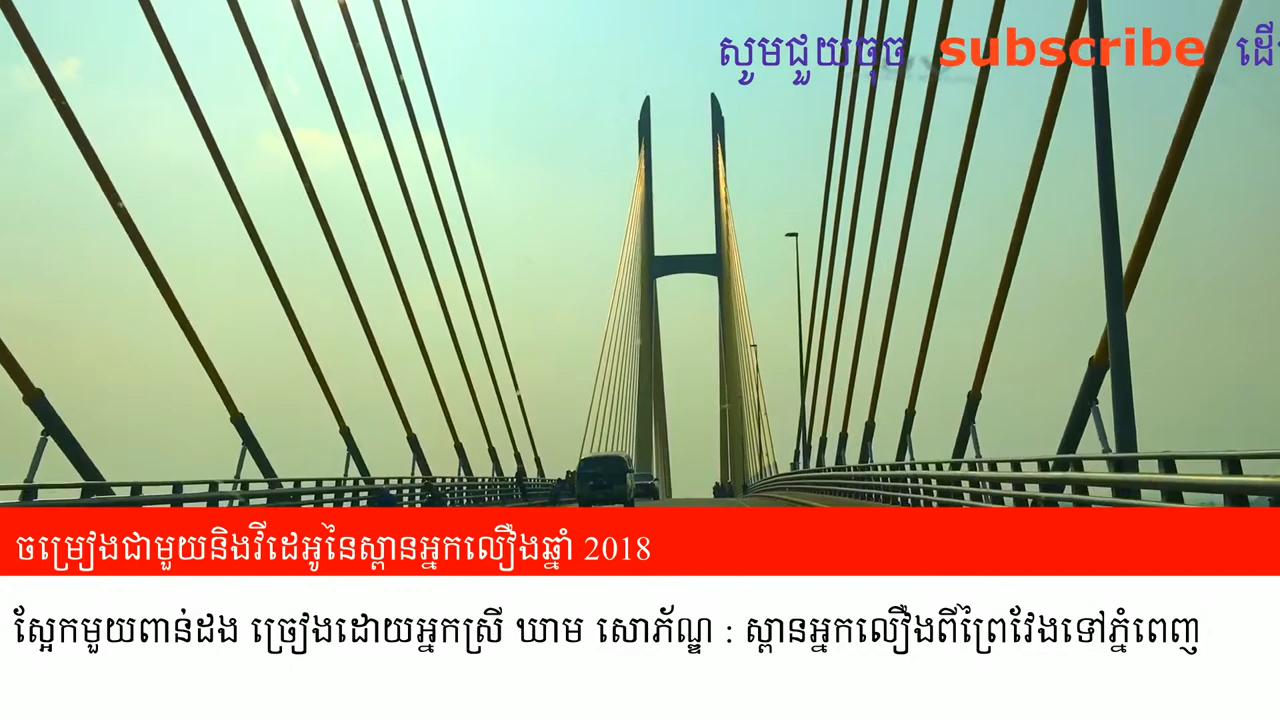 សូមជួយចុច subscribe ដើ
ចម្រៀងជាមួយនិងវីដេអូនៃស្ពានអ្នកលឿងឆ្នាំ 2018
ស្អែកមួយពាន់ដង ច្រៀងដោយអ្នកស្រី ឃាម សោភ័ណ្ឌ : ស្ពានអ្នកលឿងពីព្រៃវែងទៅភ្នំពេញ